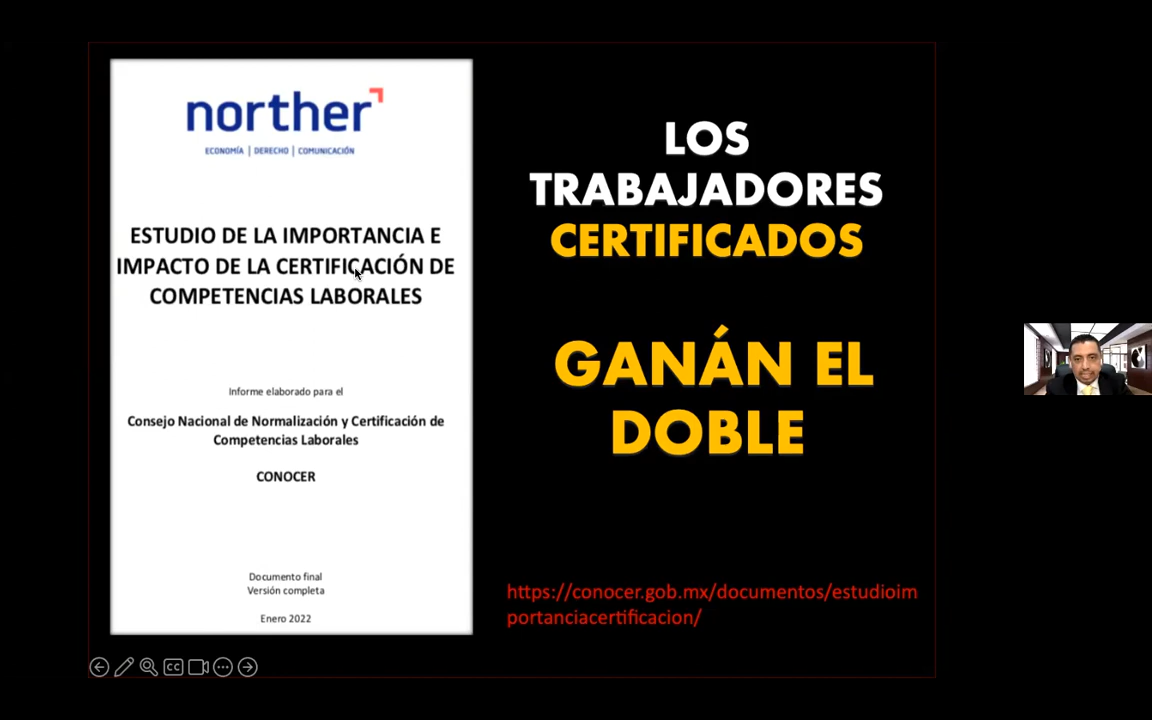 norther
ECONOMÍA | DERECHO | COMUNICACIÓN
ESTUDIO DE LA IMPORTANCIA E
IMPACTO DE LA CERTIFICACIÓN DE
COMPETENCIAS LABORALES
Informe elaborado para el
Consejo Nacional de Normalización y Certificación de
Competencias Laborales
CONOCER
Documento final
Versión completa
Enero 2022
LOS
TRABAJADORES
CERTIFICADOS
GANÁN EL
DOBLE
https://conocer.gob.mx/documentos/estudioim
portanciacertificacion/
CC